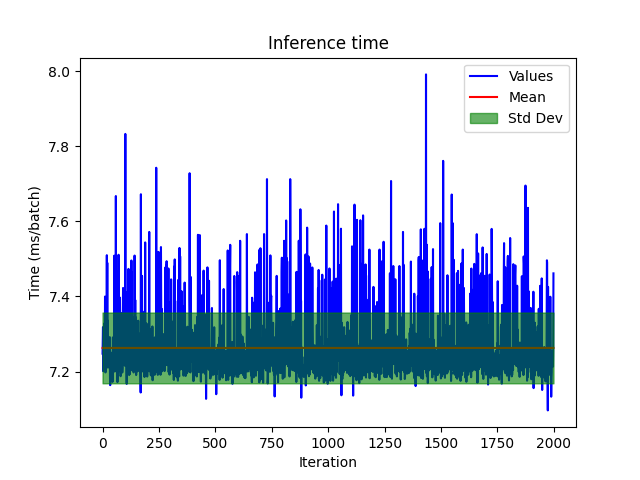 Inference time
Values
Mean
Std Dev
Time (ms/batch)
8.0
7.8
7.6
7.4
7.2
0 250 500 750 1000 1250 1500 1750 2000
Iteration